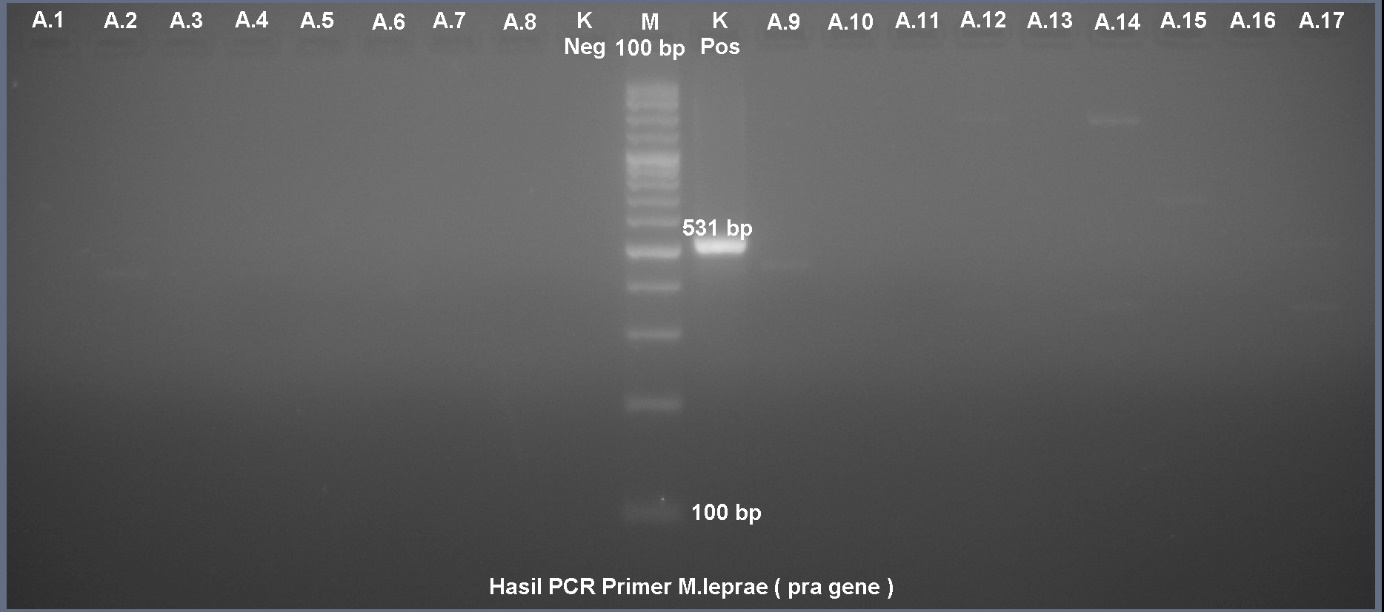 A.1 A.2 A.3 A.4 A.5 A.6 A.7 A.8 K M K A.9 A.10 A.11 A.12 A.13 A.14 A.15 A.16 A.17
Neg 100 bp Pos
531 bp
100 bp
Hasil PCR Primer M.leprae ( pra gene )